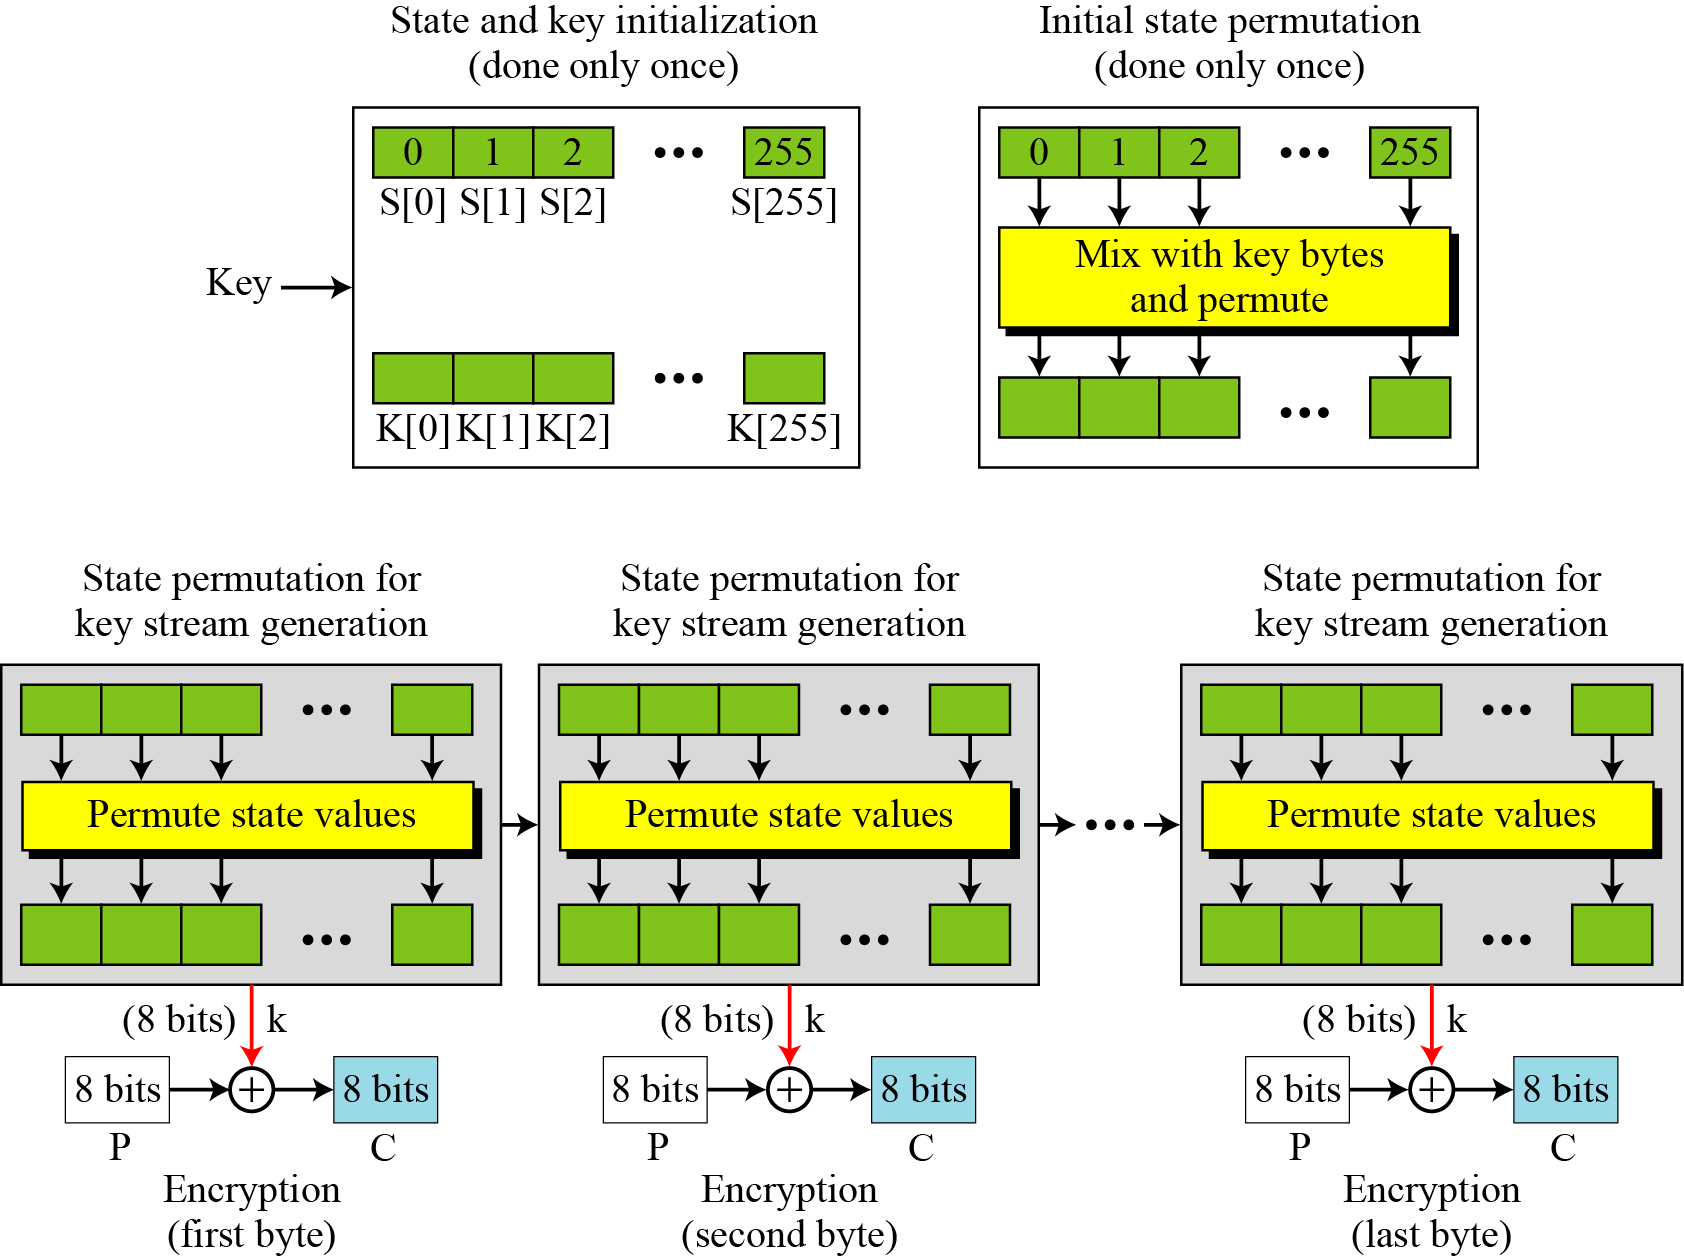 State and key initialization
(done only once)
0 1 2 ••• 255
S[0] S[1] S[2] S[255]
Key
•••
K[0] K[1] K[2] K[255]
Initial state permutation
(done only once)
0 1 2 ••• 255
Mix with key bytes
and permute
•••
State permutation for
key stream generation
•••
Permute state values
•••
(8 bits) k
8 bits + 8 bits
P C
Encryption
(first byte)
State permutation for
key stream generation
•••
Permute state values
•••
(8 bits) k
8 bits + 8 bits
P C
Encryption
(second byte)
•••
State permutation for
key stream generation
•••
Permute state values
•••
(8 bits) k
8 bits + 8 bits
P C
Encryption
(last byte)